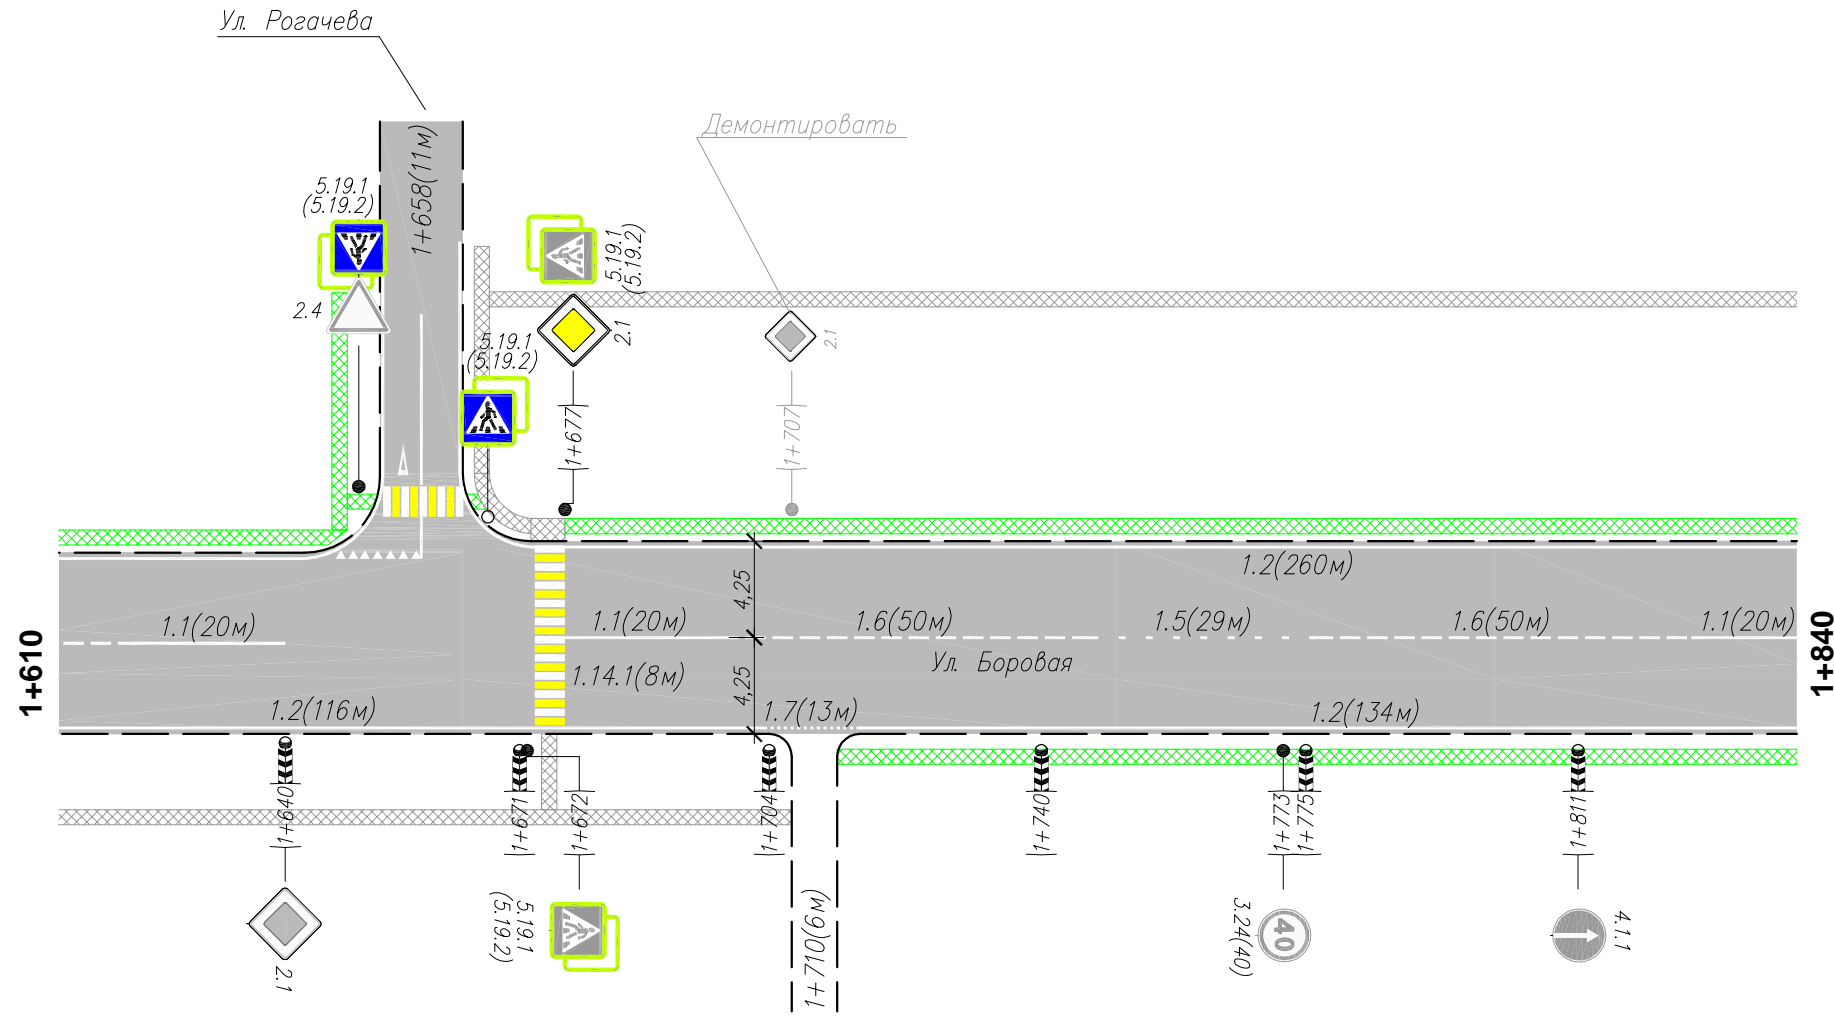 Ул. Рогачева
1+658(11м)
Демонтировать
5.19.1
(5.19.2)
2.4
5.19.1
(5.19.2)
2.1
5.19.1
(5.19.2)
2.1
1+677
1+707
1.2(260м)
4,25
1.1(20м)
1.1(20м)
1.6(50м)
1.5(29м)
1.6(50м)
1.1(20м)
1+610
1+840
Ул. Боровая
4,25
1.14.1(8м)
1.2(116м)
1.7(13м)
1.2(134м)
1+640
1+671
1+672
1+704
1+740
1+773
1+775
1+811
2.1
5.19.1
(5.19.2)
1+710(6м)
3.24(40)
40
4.1.1